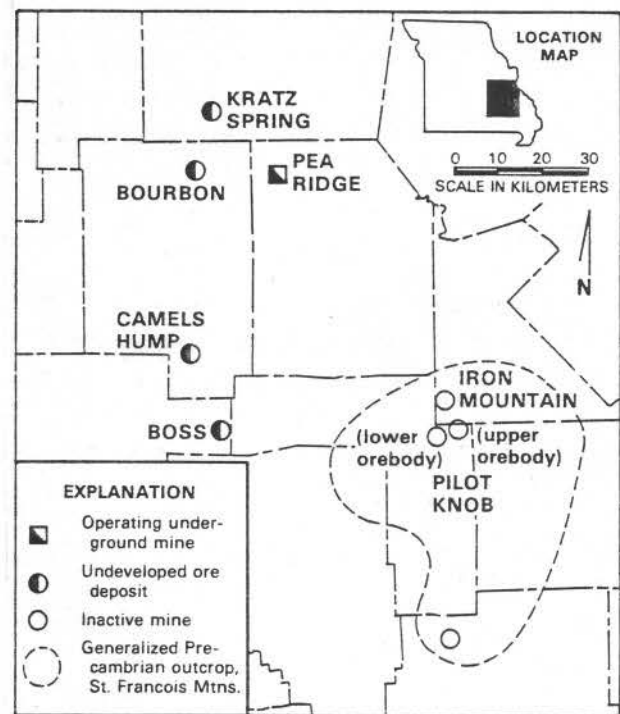 LOCATION
MAP
KRATZ
SPRING
PEA
RIDGE
BOURBON
0 10 20 30
SCALE IN KILOMETERS
N
CAMELS
HUMP
IRON
MOUNTAIN
BOSS
(lower
orebody)
(upper
orebody)
PILOT
KNOB
EXPLANATION
Operating under-
ground mine
Undeveloped ore
deposit
Inactive mine
Generalized Pre-
cambrian outcrop,
St. Francois Mtns.